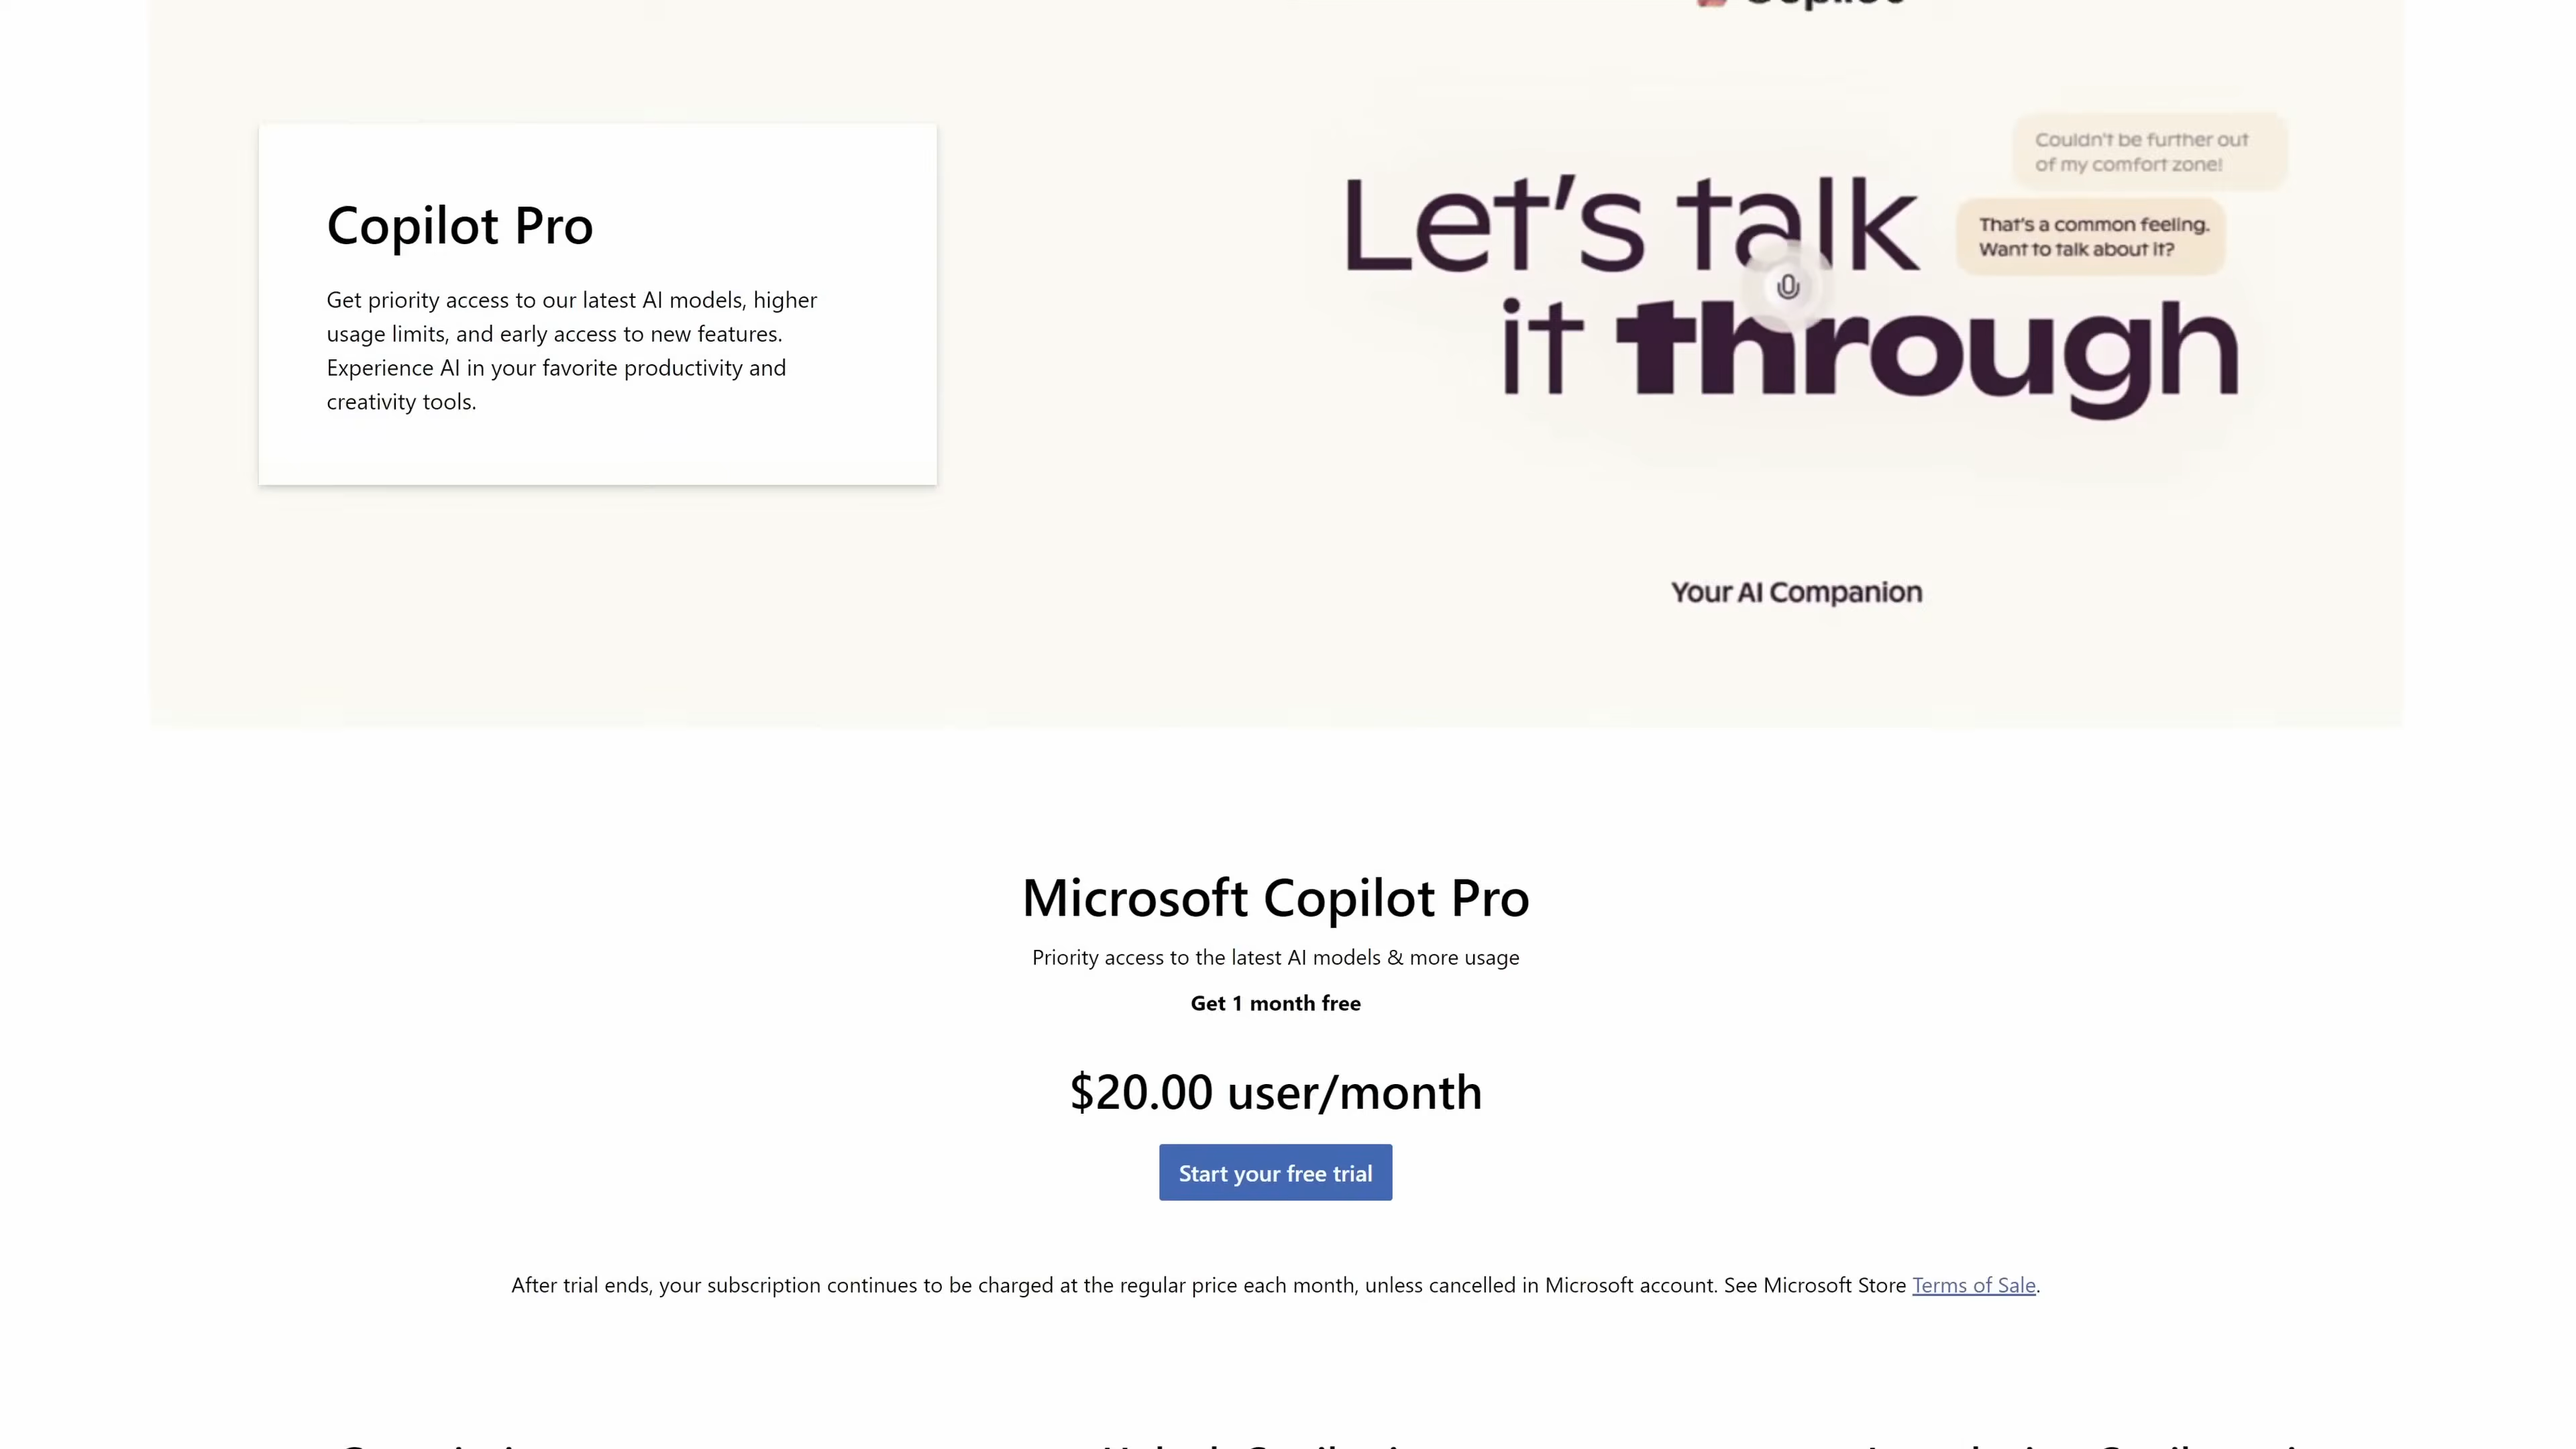 Copilot
Copilot Pro
Get priority access to our latest AI models, higher
usage limits, and early access to new features.
Experience AI in your favorite productivity and
creativity tools.
Couldn't be further out
of my comfort zone!
Let's talk
That's a common feeling.
Want to talk about it?
it through
Your AI Companion
Microsoft Copilot Pro
Priority access to the latest AI models & more usage
Get 1 month free
$20.00 user/month
Start your free trial
After trial ends, your subscription continues to be charged at the regular price each month, unless cancelled in Microsoft account. See Microsoft Store Terms of Sale.